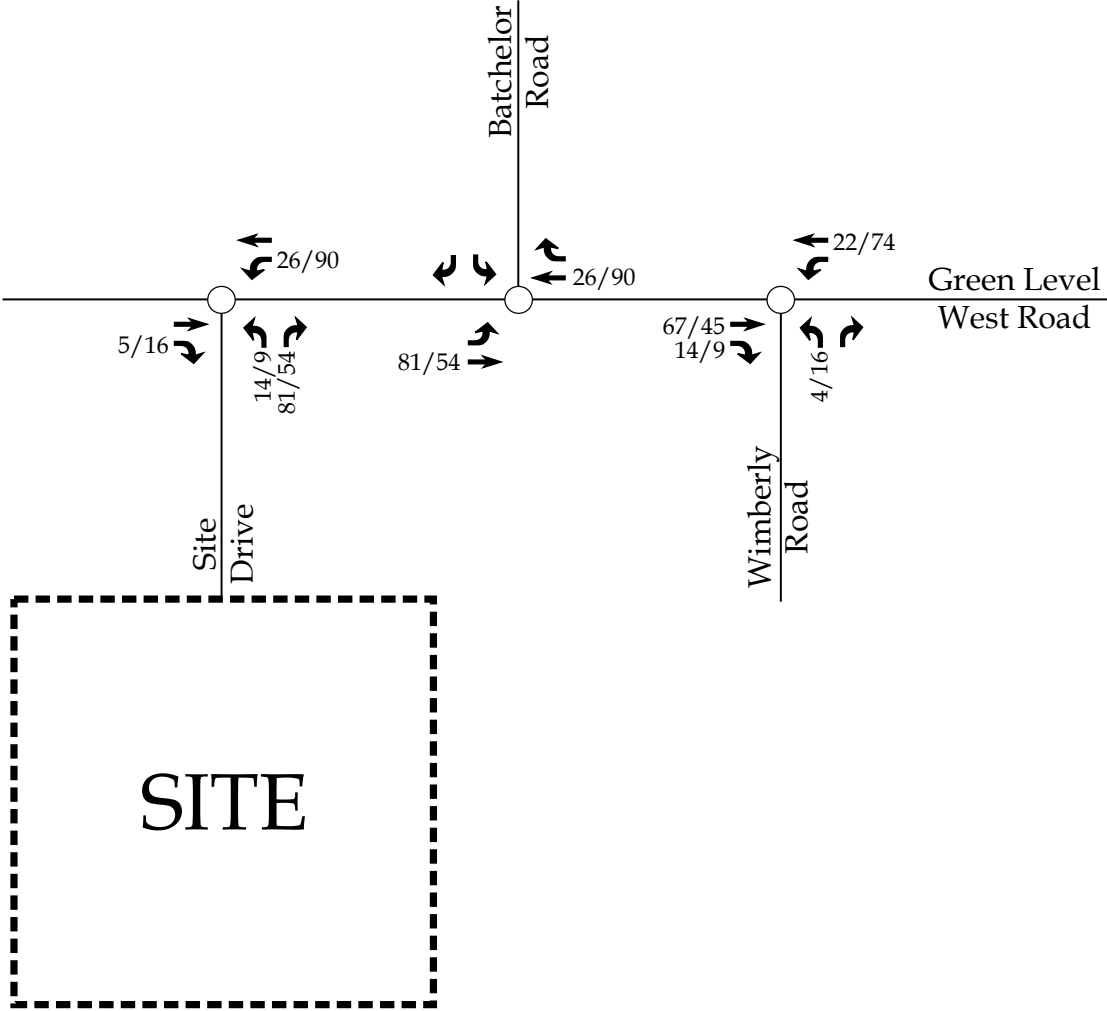 Batchelor
Road
26/90
22/74
26/90
Green Level
West Road
5/16
14/9
81/54
81/54
67/45
14/9
4/16
Site
Drive
Wimberly
Road
SITE